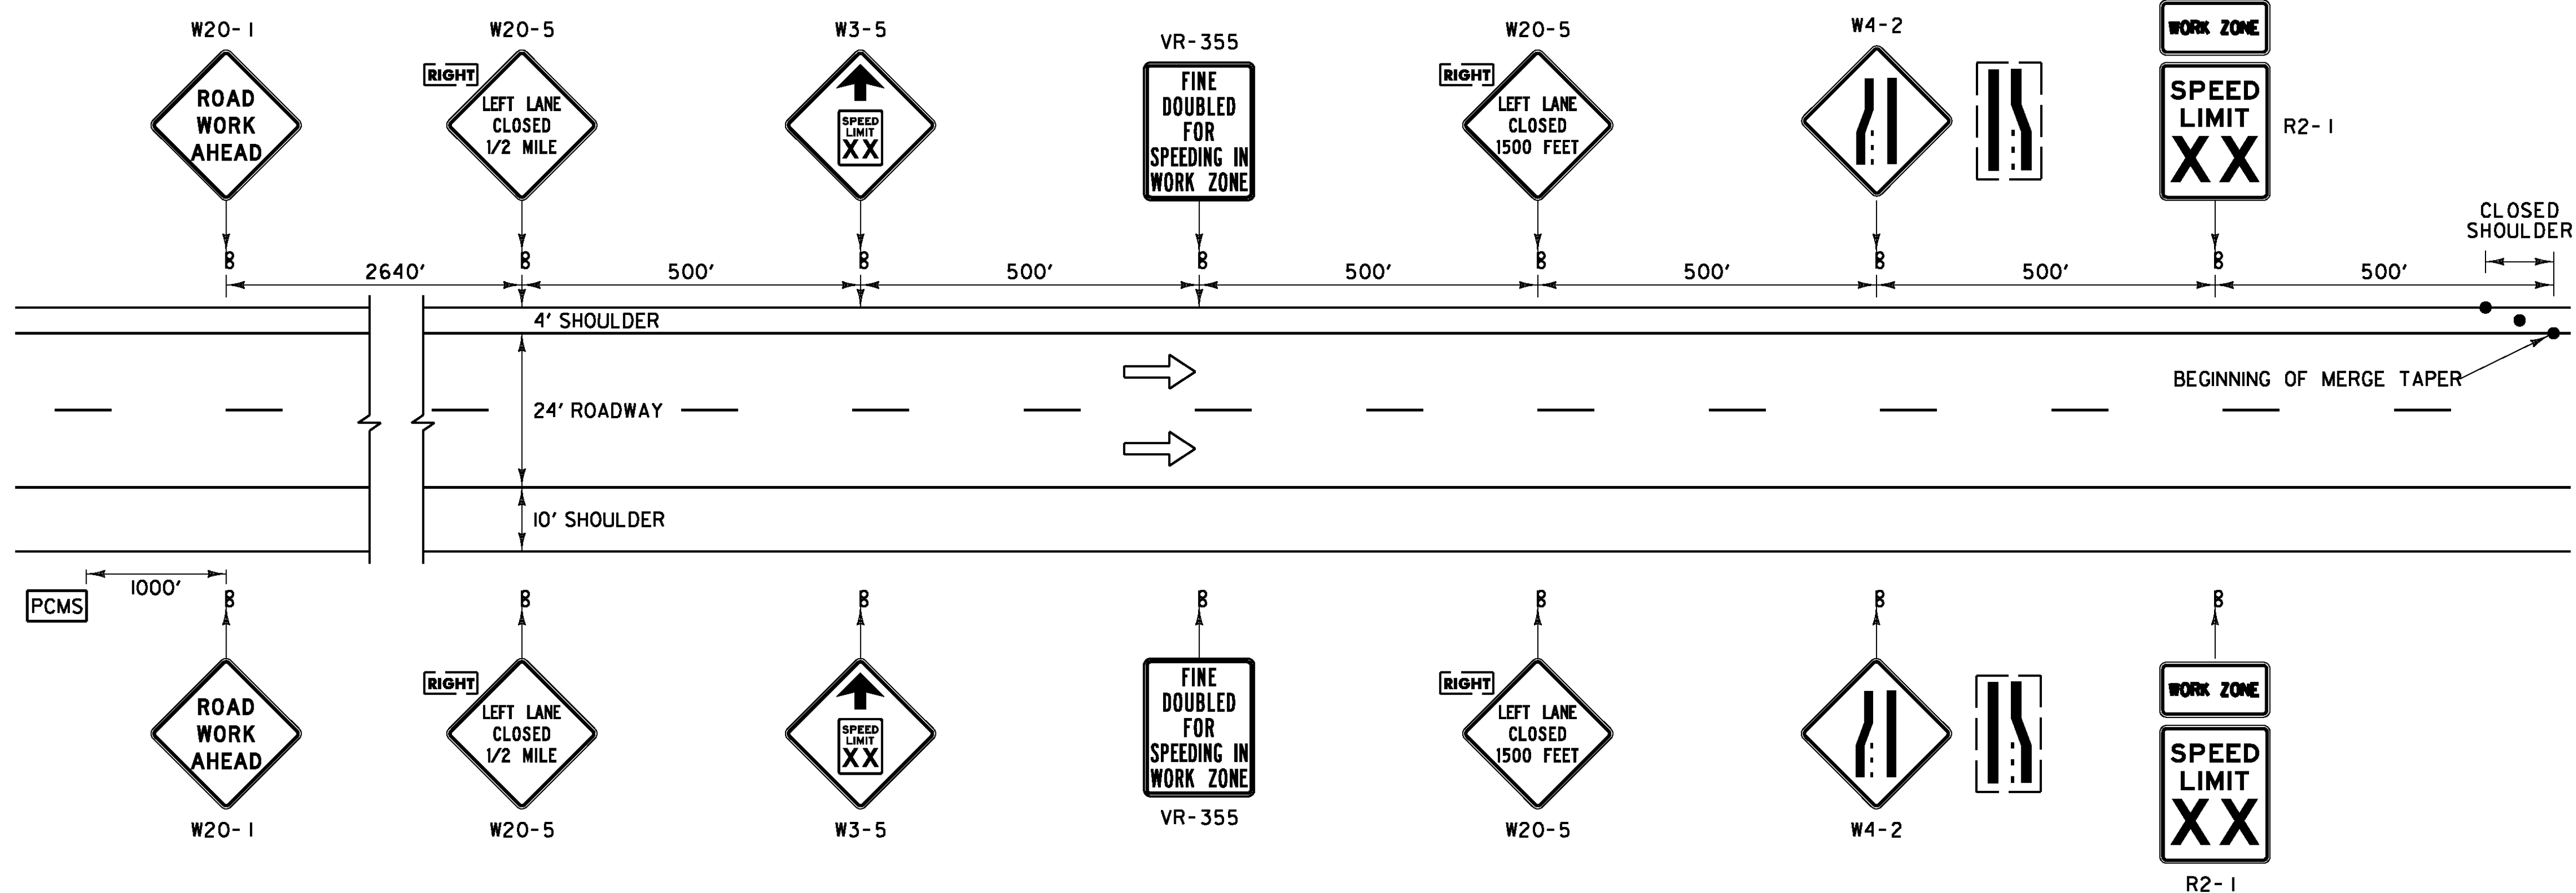 W20-1
W20-5
W3-5
VR-355
W20-5
W4-2
WORK ZONE
RIGHT
ROAD
WORK
AHEAD
LEFT LANE
CLOSED
1/2 MILE
SPEED
LIMIT
XX
FINE
DOUBLED
FOR
SPEEDING IN
WORK ZONE
RIGHT
LEFT LANE
CLOSED
1500 FEET
SPEED
LIMIT
XX
R2-1
CLOSED
SHOULDER
2640'
500'
500'
500'
500'
500'
500'
4' SHOULDER
BEGINNING OF MERGE TAPER
24' ROADWAY
10' SHOULDER
1000'
PCMS
ROAD
WORK
AHEAD
W20-1
RIGHT
LEFT LANE
CLOSED
1/2 MILE
W20-5
SPEED
LIMIT
XX
W3-5
FINE
DOUBLED
FOR
SPEEDING IN
WORK ZONE
VR-355
RIGHT
LEFT LANE
CLOSED
1500 FEET
W20-5
W4-2
WORK ZONE
SPEED
LIMIT
XX
R2-1